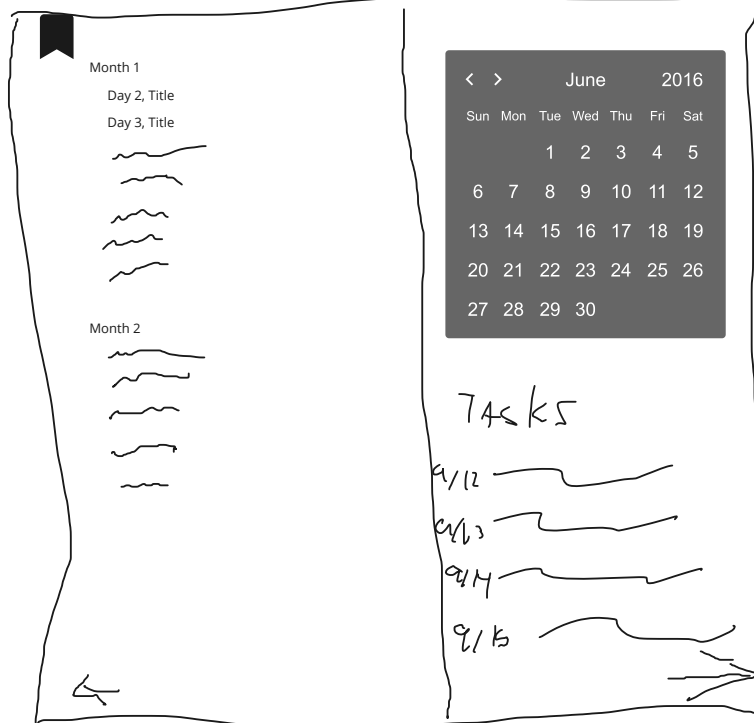 Month 1
Day 2, Title
Day 3, Title
Month 2
June 2016
Sun Mon Tue Wed Thu Fri Sat
1 2 3 4 5
6 7 8 9 10 11 12
13 14 15 16 17 18 19
20 21 22 23 24 25 26
27 28 29 30
TASKS
9/12
9/13
9/14
9/15